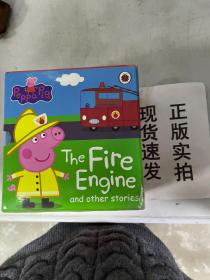 Peppa Pig
The Fire
Engine
and other stories
正版实拍
现货速发